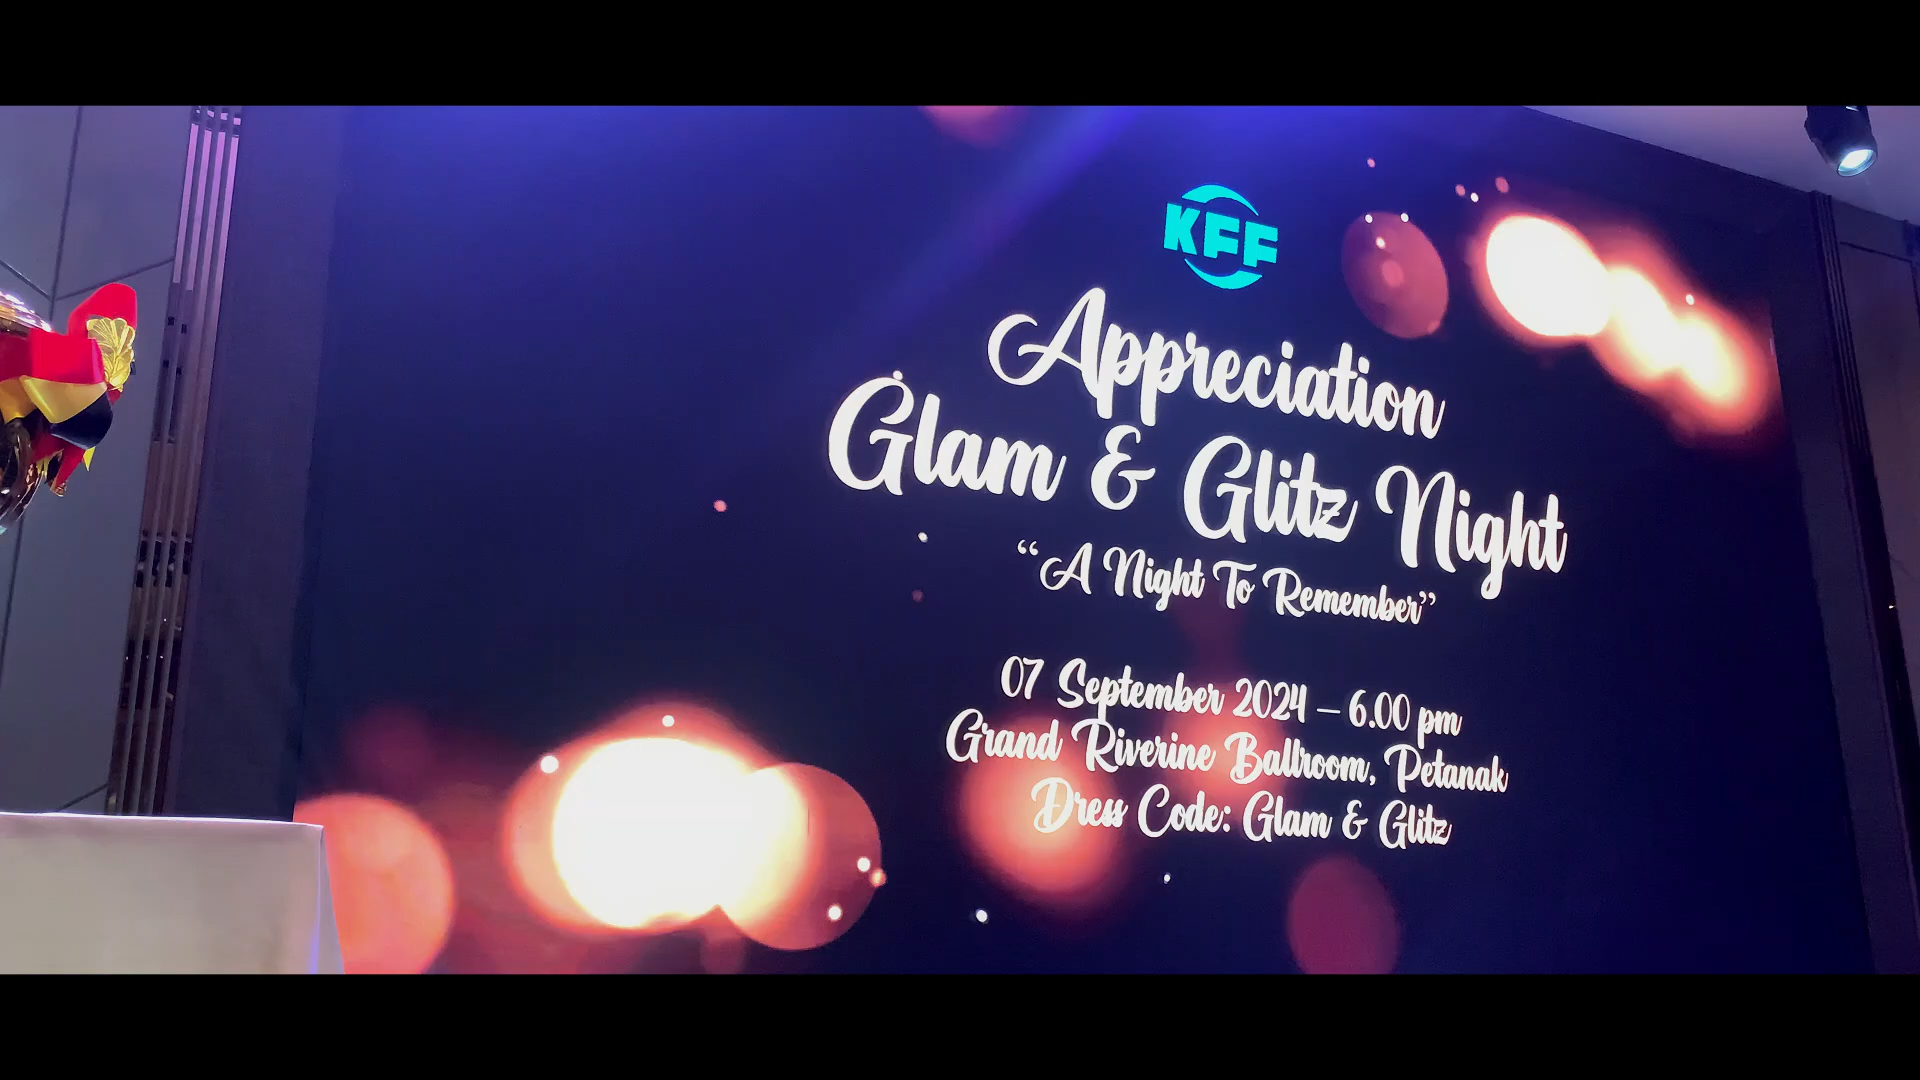 KFF
Appreciation
Glam & Glitz Night
“A Night To Remember”
07 September 2024 – 6.00 pm
Grand Riverine Ballroom, Petanak
Dress Code: Glam & Glitz